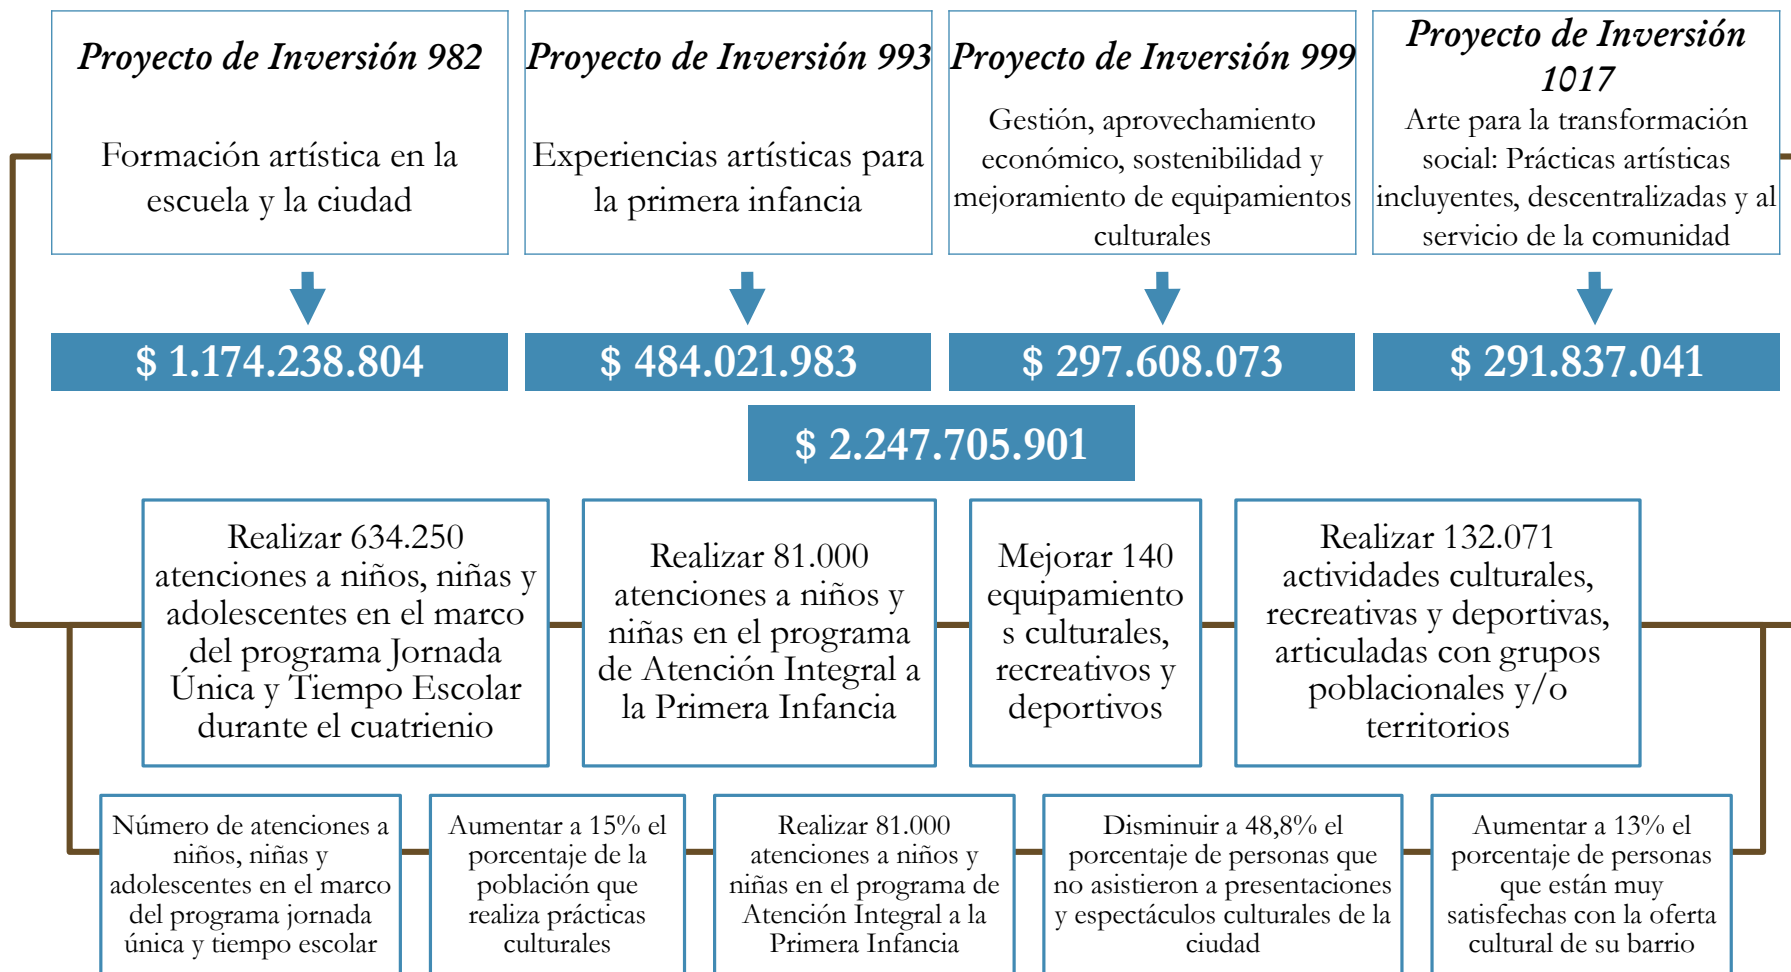 Proyecto de Inversión 982
Formación artística en la
escuela y la ciudad
Proyecto de Inversión 993
Experiencias artísticas para
la primera infancia
Proyecto de Inversión 999
Gestión, aprovechamiento
económico, sostenibilidad y
mejoramiento de equipamientos
culturales
Proyecto de Inversión
1017
Arte para la transformación
social: Prácticas artísticas
incluyentes, descentralizadas y al
servicio de la comunidad
$ 1.174.238.804
$ 484.021.983
$ 297.608.073
$ 291.837.041
$ 2.247.705.901
Realizar 634.250
atenciones a niños, niñas y
adolescentes en el marco
del programa Jornada
Única y Tiempo Escolar
durante el cuatrienio
Realizar 81.000
atenciones a niños y
niñas en el programa
de Atención Integral a
la Primera Infancia
Mejorar 140
equipamiento
s culturales,
recreativos y
deportivos
Realizar 132.071
actividades culturales,
recreativas y deportivas,
articuladas con grupos
poblacionales y/o
territorios
Número de atenciones a
niños, niñas y
adolescentes en el marco
del programa jornada
única y tiempo escolar
Aumentar a 15% el
porcentaje de la
población que
realiza prácticas
culturales
Realizar 81.000
atenciones a niños y
niñas en el programa de
Atención Integral a la
Primera Infancia
Disminuir a 48,8% el
porcentaje de personas que
no asistieron a presentaciones
y espectáculos culturales de la
ciudad
Aumentar a 13% el
porcentaje de personas
que están muy
satisfechas con la oferta
cultural de su barrio